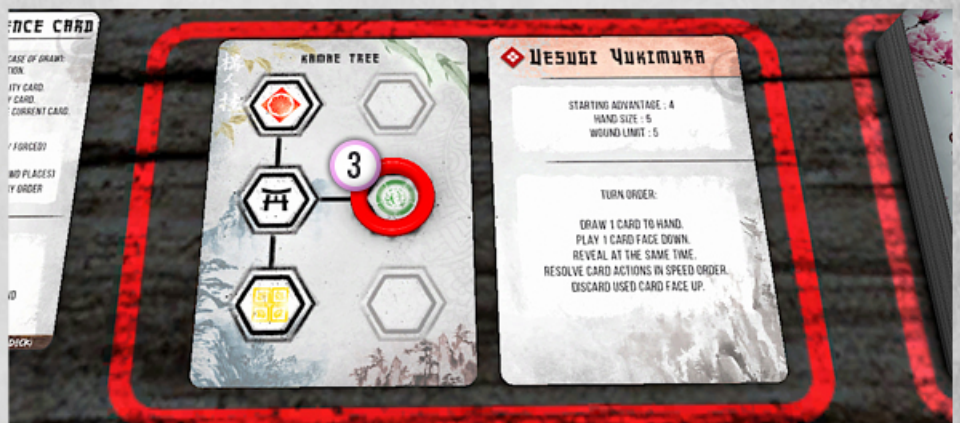 ENCE CARD
CASE OF DRAW:
TION.
ITY CARD.
Y CARD.
E CURRENT CARD.
Y FORCED)
ND PLACES)
BY ORDER
DECK)
KAMAE TREE
3
UESUGI YUKIMURA
STARTING ADVANTAGE : 4
HAND SIZE : 5
WOUND LIMIT : 5
TURN ORDER:
DRAW 1 CARD TO HAND.
PLAY 1 CARD FACE DOWN.
REVEAL AT THE SAME TIME.
RESOLVE CARD ACTIONS IN SPEED ORDER.
DISCARD USED CARD FACE UP.